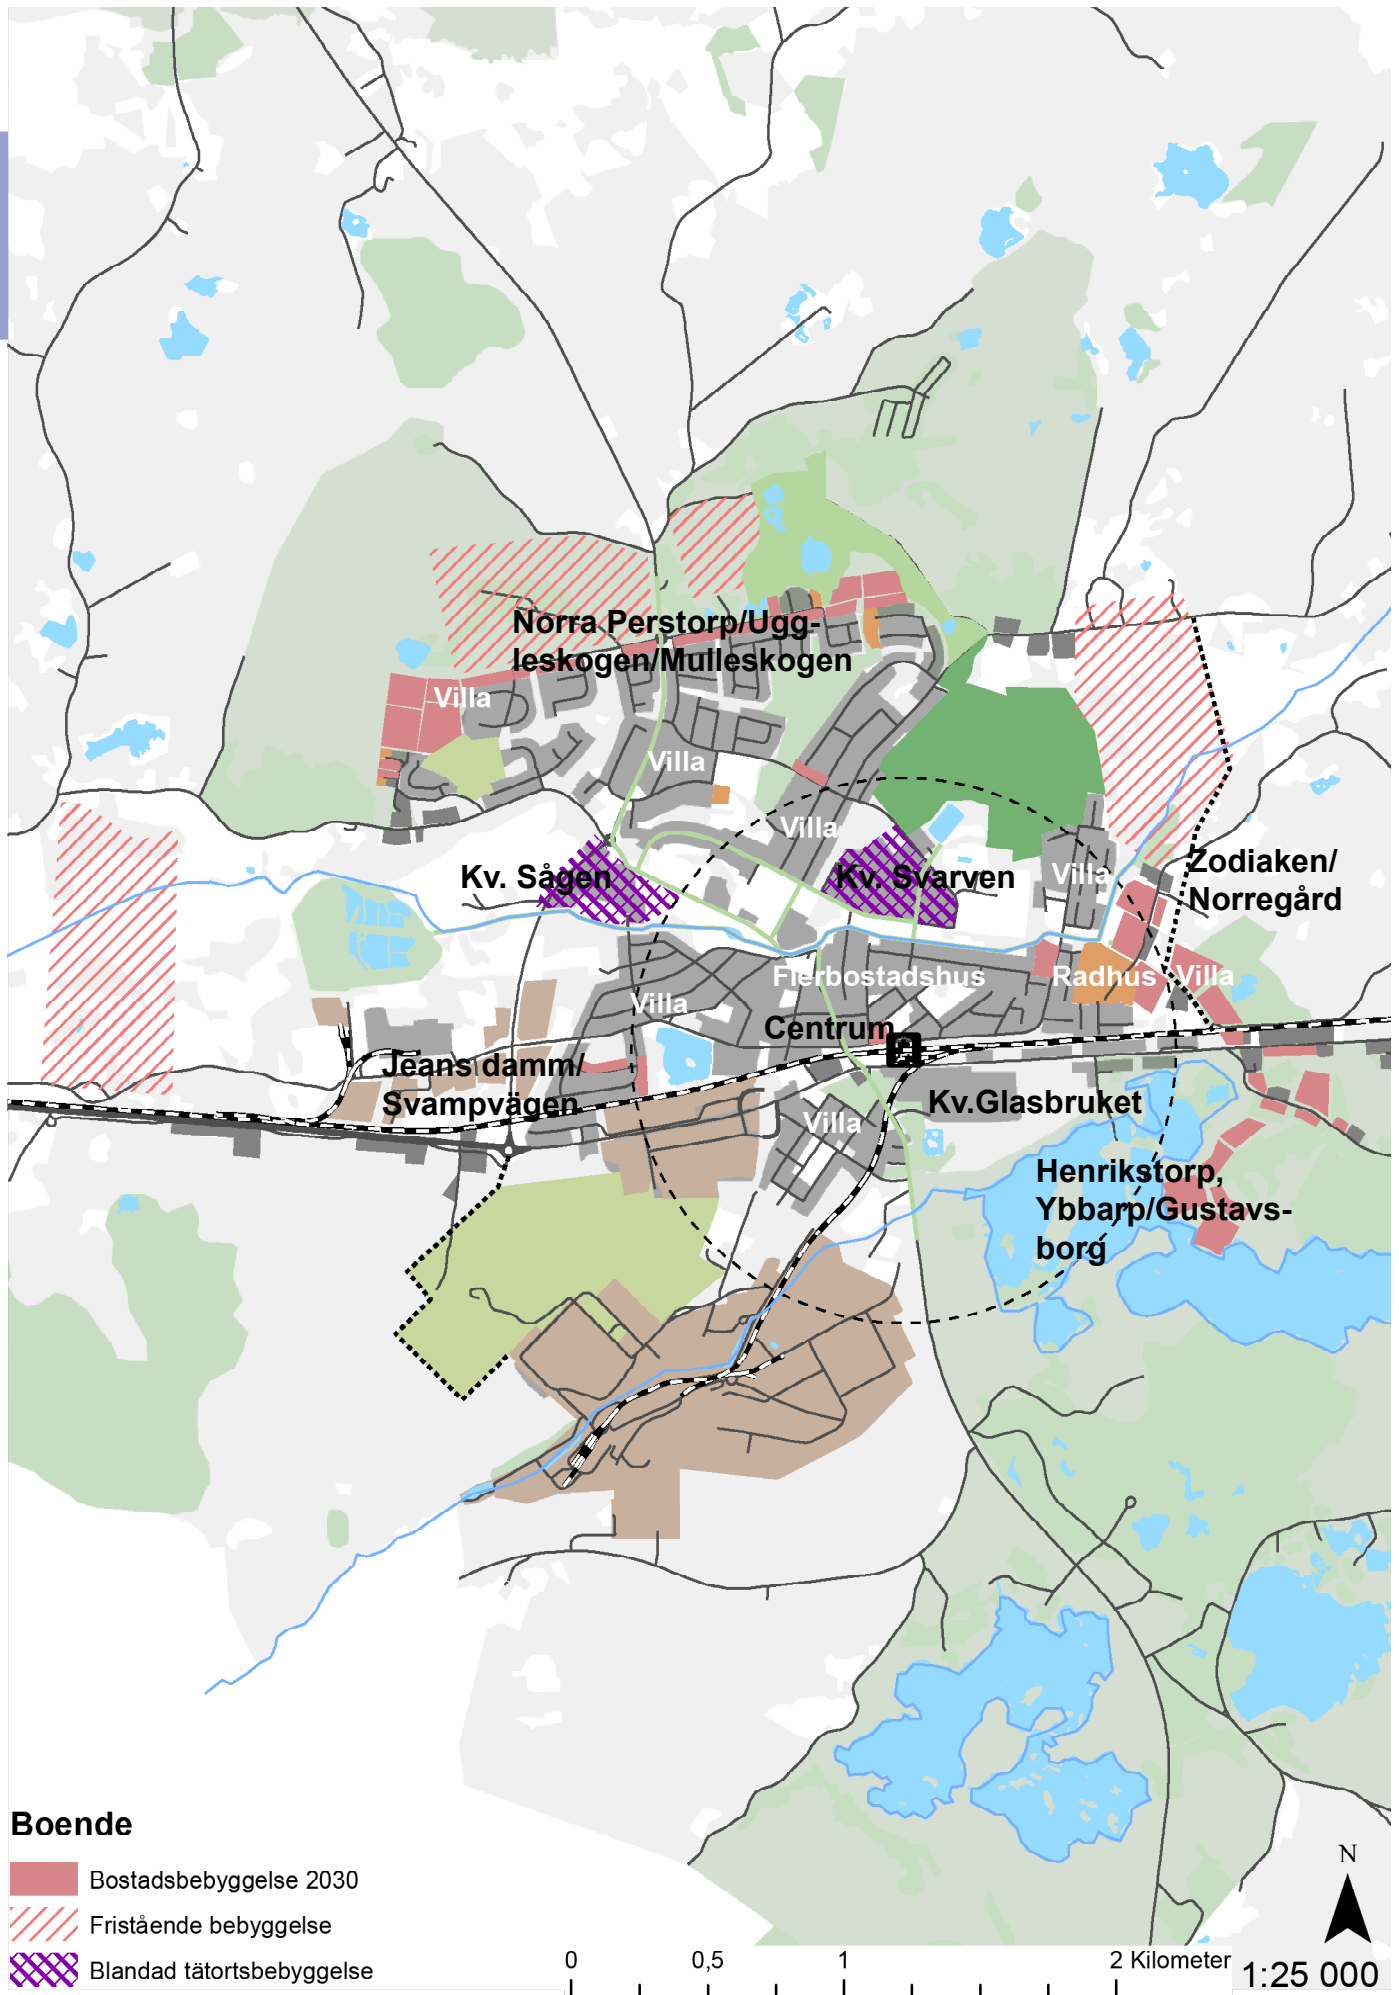 Norra Perstorp/Ugg-
leskogen/Mulleskogen
Villa
Villa
Villa
Kv. Sågen
Kv. Svarven
Villa
Zodiaken/
Norregård
Flerbostadshus
Radhus
Villa
Villa
Centrum
Jeans damm/
Svampvägen
Kv.Glasbruket
Villa
Henrikstorp,
Ybbarp/Gustavs-
borg
Boende
Bostadsbebyggelse 2030
Fristående bebyggelse
Blandad tätortsbebyggelse
0 0,5 1 2 Kilometer
N
1:25 000